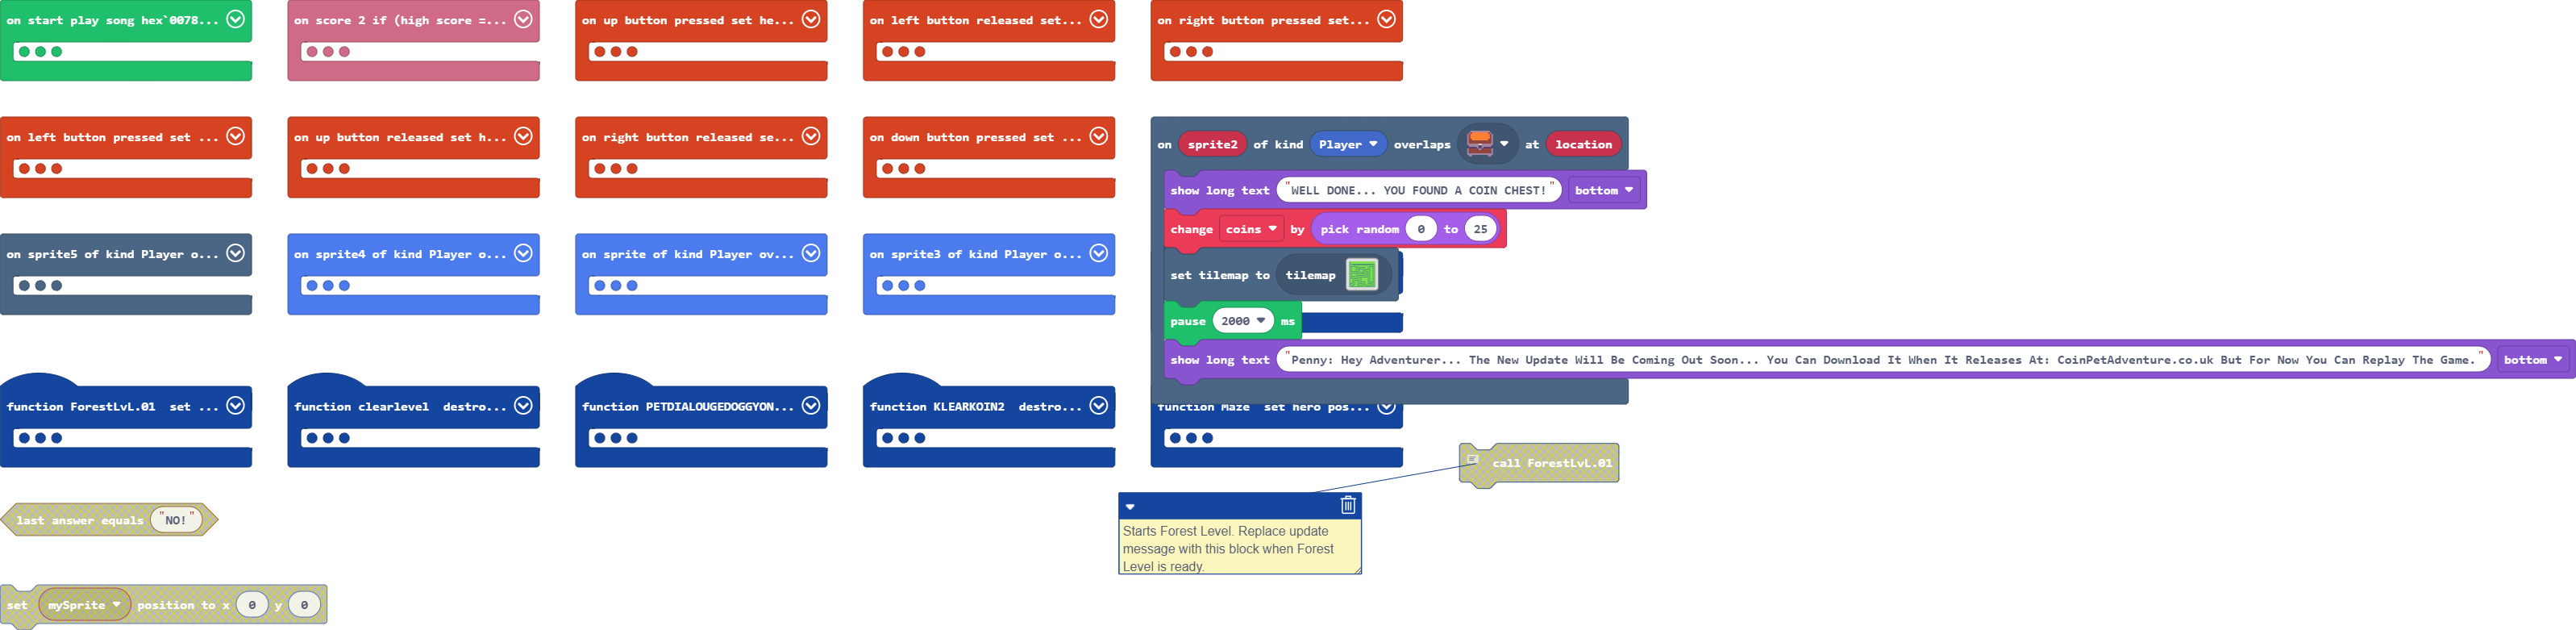 on start play song hex`0078...
on score 2 if (high score =...
on up button pressed set he...
on left button released set...
on right button pressed set...
on left button pressed set ...
on up button released set h...
on right button released se...
on down button pressed set ...
on sprite2 of kind Player overlaps at location
show long text "WELL DONE... YOU FOUND A COIN CHEST!" bottom
change coins by pick random 0 to 25
set tilemap to tilemap
pause 2000 ms
show long text "Penny: Hey Adventurer... The New Update Will Be Coming Out Soon... You Can Download It When It Releases At: CoinPetAdventure.co.uk But For Now You Can Replay The Game." bottom
on sprite5 of kind Player o...
on sprite4 of kind Player o...
on sprite of kind Player ov...
on sprite3 of kind Player o...
function ForestLvL.01 set ...
function clearlevel destro...
function PETDIALOUGEDOGGYON...
function KLEARKOIN2 destro...
function Maze set hero pos...
call ForestLvL.01
last answer equals "NO!"
Starts Forest Level. Replace update
message with this block when Forest
Level is ready.
set mySprite position to x 0 y 0